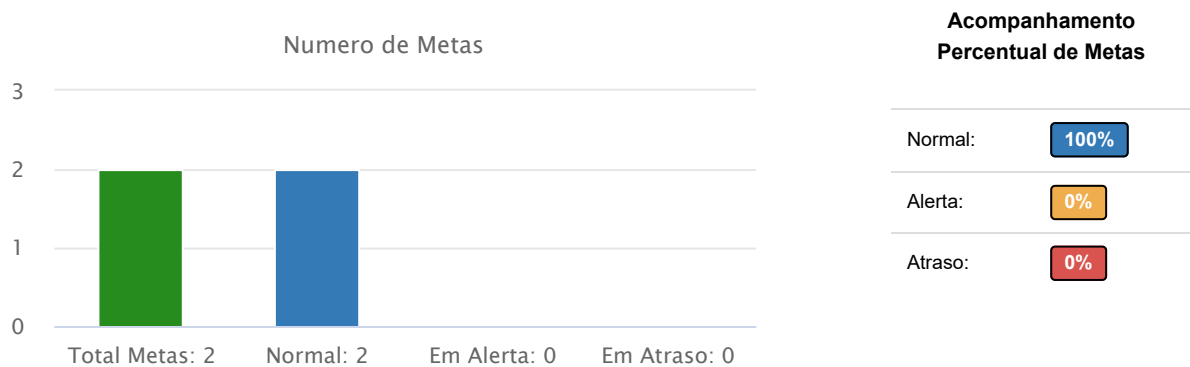 Numero de Metas
3
2
1
0
Total Metas: 2
Normal: 2
Em Alerta: 0
Em Atraso: 0
Acompanhamento
Percentual de Metas
Normal: 100%
Alerta: 0%
Atraso: 0%